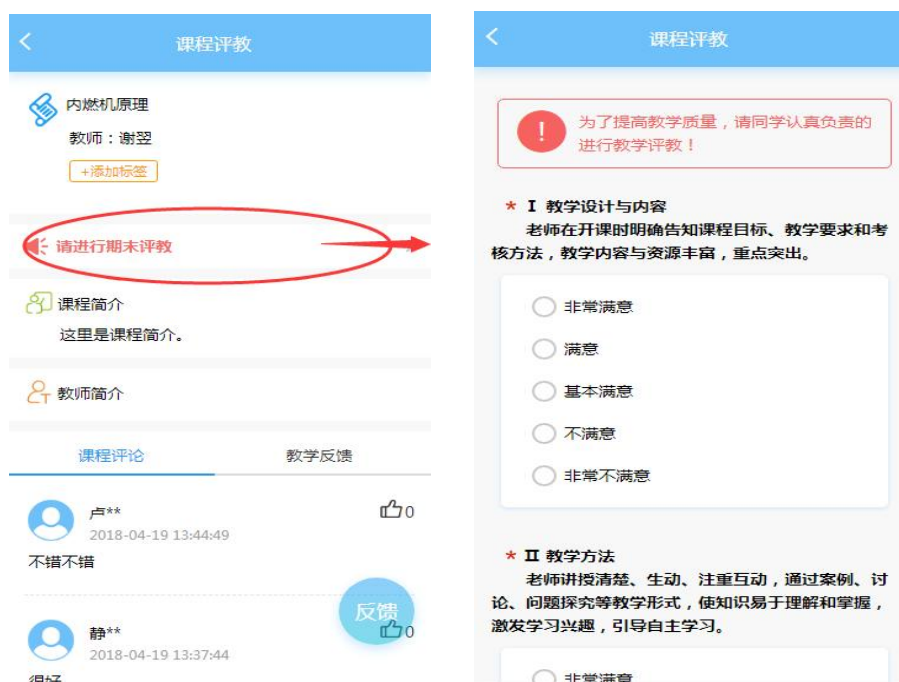 课程评教
内燃机原理
教师：谢翌
+添加标签
请进行期末评教
课程简介
这里是课程简介。
教师简介
课程评论
教学反馈
卢**
0
2018-04-19 13:44:49
不错不错
反馈
静**
0
2018-04-19 13:37:44
很好
课程评教
!
为了提高教学质量，请同学认真负责的
进行教学评教！
* I 教学设计与内容
老师在开课时明确告知课程目标、教学要求和考
核方法，教学内容与资源丰富，重点突出。
非常满意
满意
基本满意
不满意
非常不满意
* II 教学方法
老师讲授清楚、生动、注重互动，通过案例、讨
论、问题探究等教学形式，使知识易于理解和掌握，
激发学习兴趣，引导自主学习。
非常满意